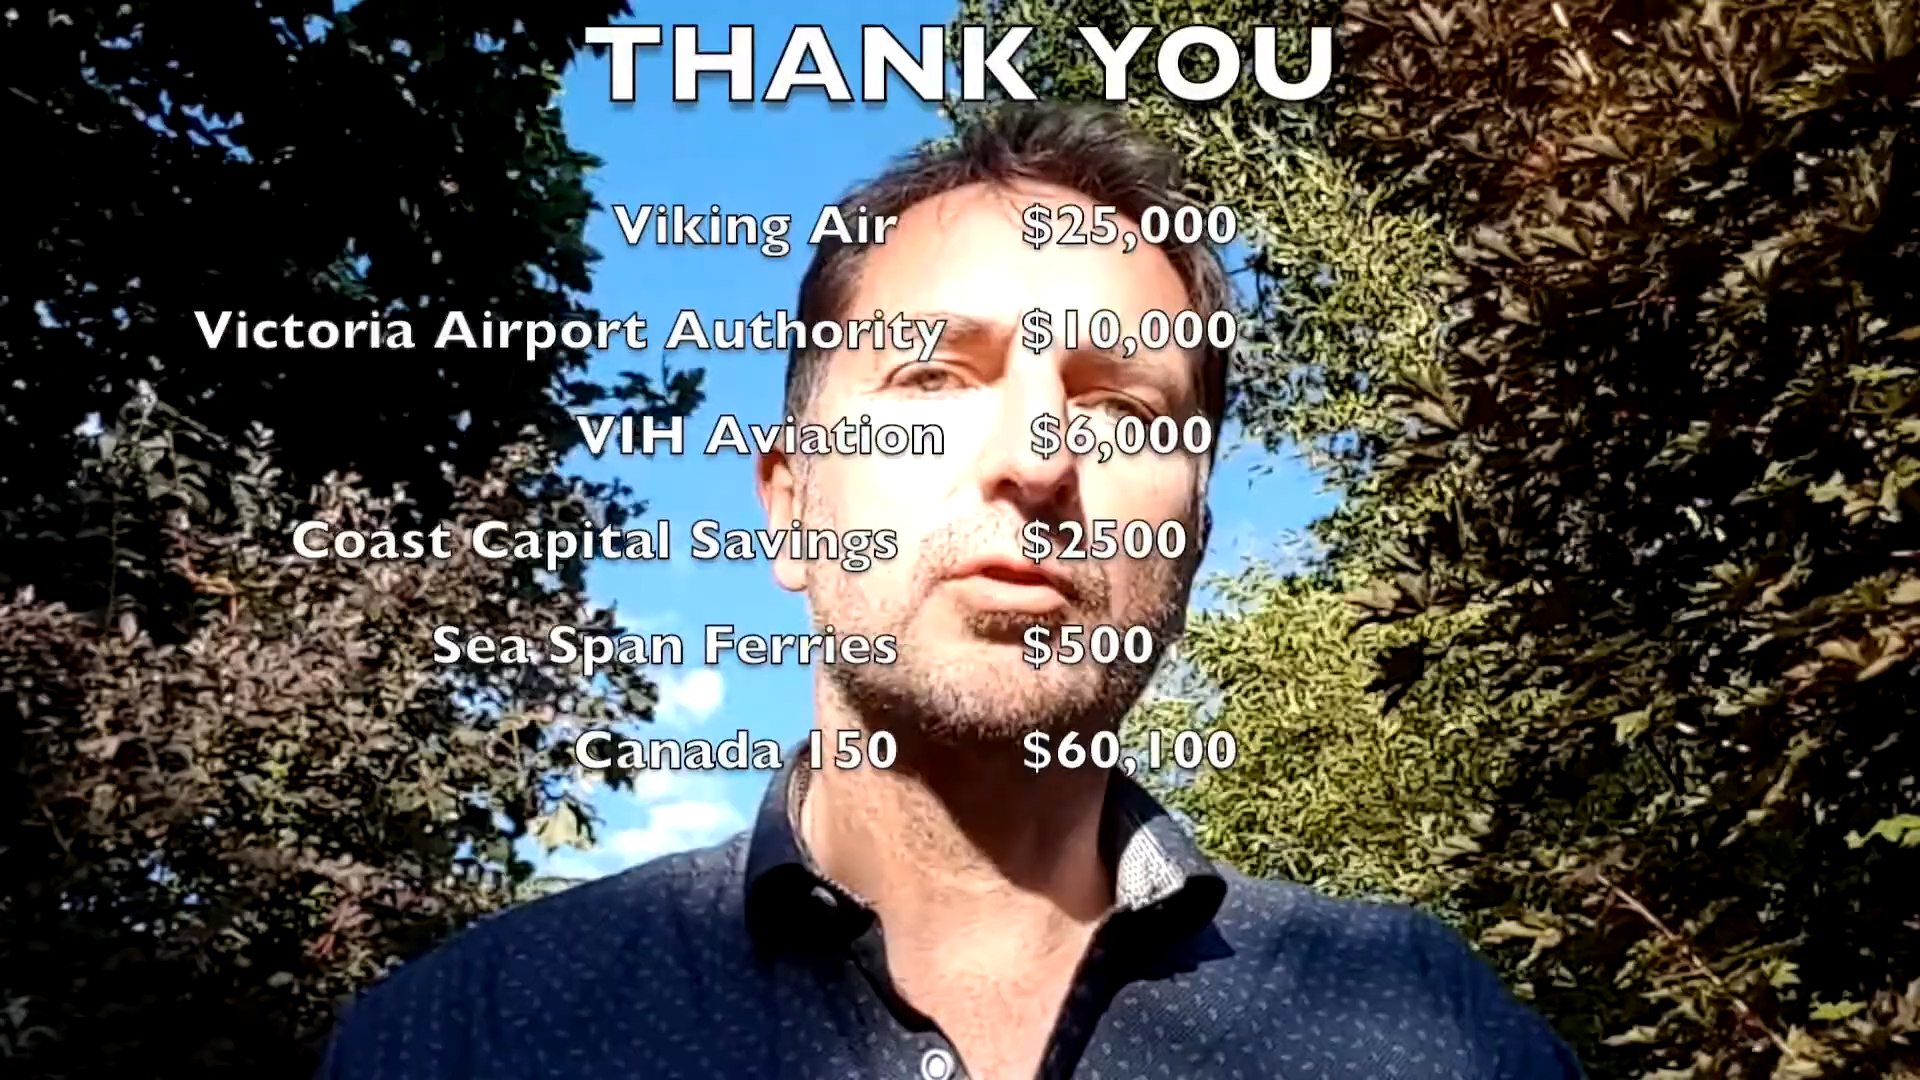 THANK YOU
Viking Air $25,000
Victoria Airport Authority $10,000
VIH Aviation $6,000
Coast Capital Savings $2500
Sea Span Ferries $500
Canada 150 $60,100